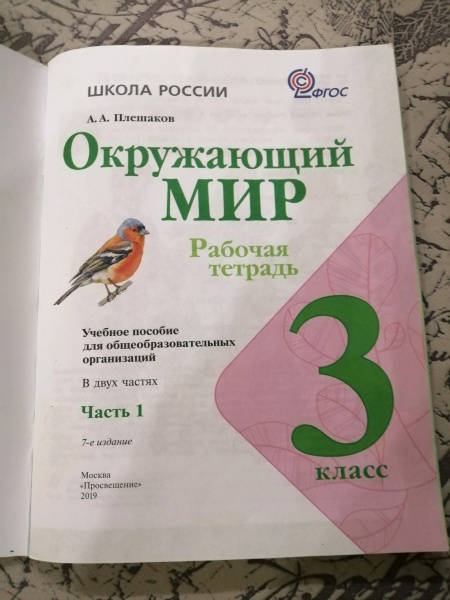 ШКОЛА РОССИИ
ФГОС
А. А. Плешаков
Окружающий
МИР
Рабочая
тетрадь
Учебное пособие
для общеобразовательных
организаций
В двух частях
Часть 1
7-е издание
3
класс
Москва
«Просвещение»
2019